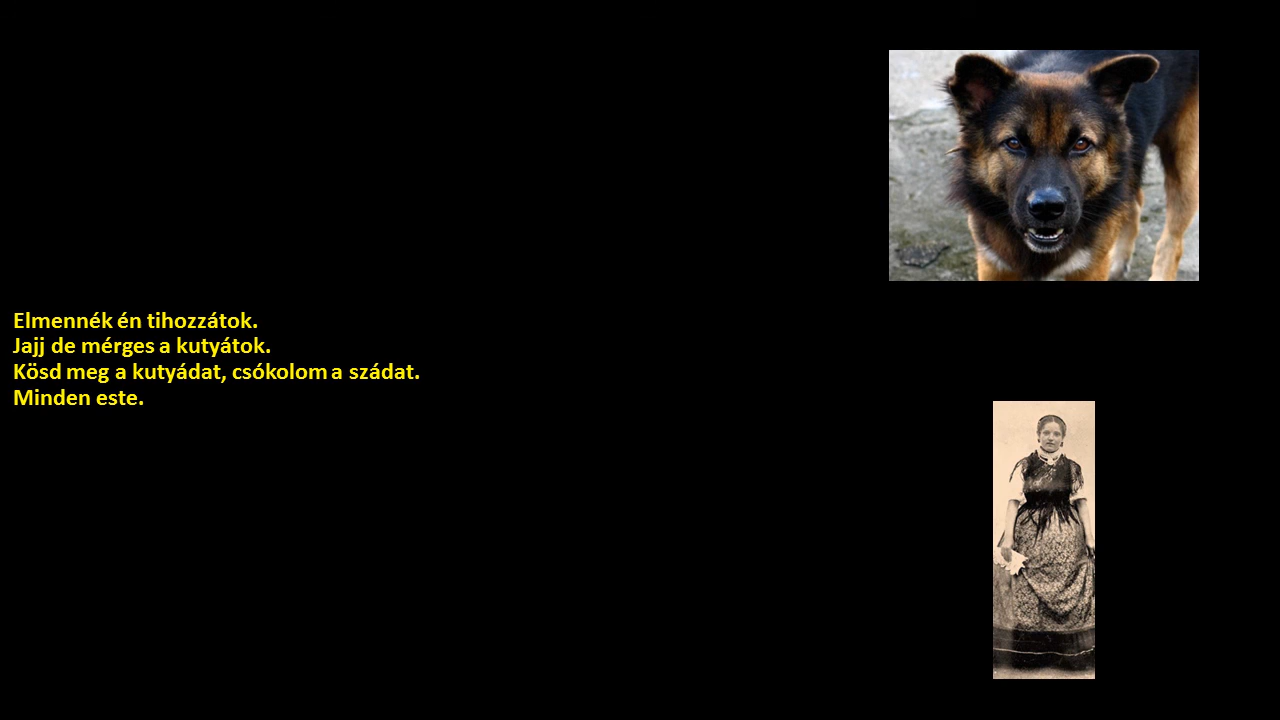 Elmennék én tihozzátok.
Jajj de mérges a kutyátok.
Kösd meg a kutyádat, csókolom a szádat.
Minden este.